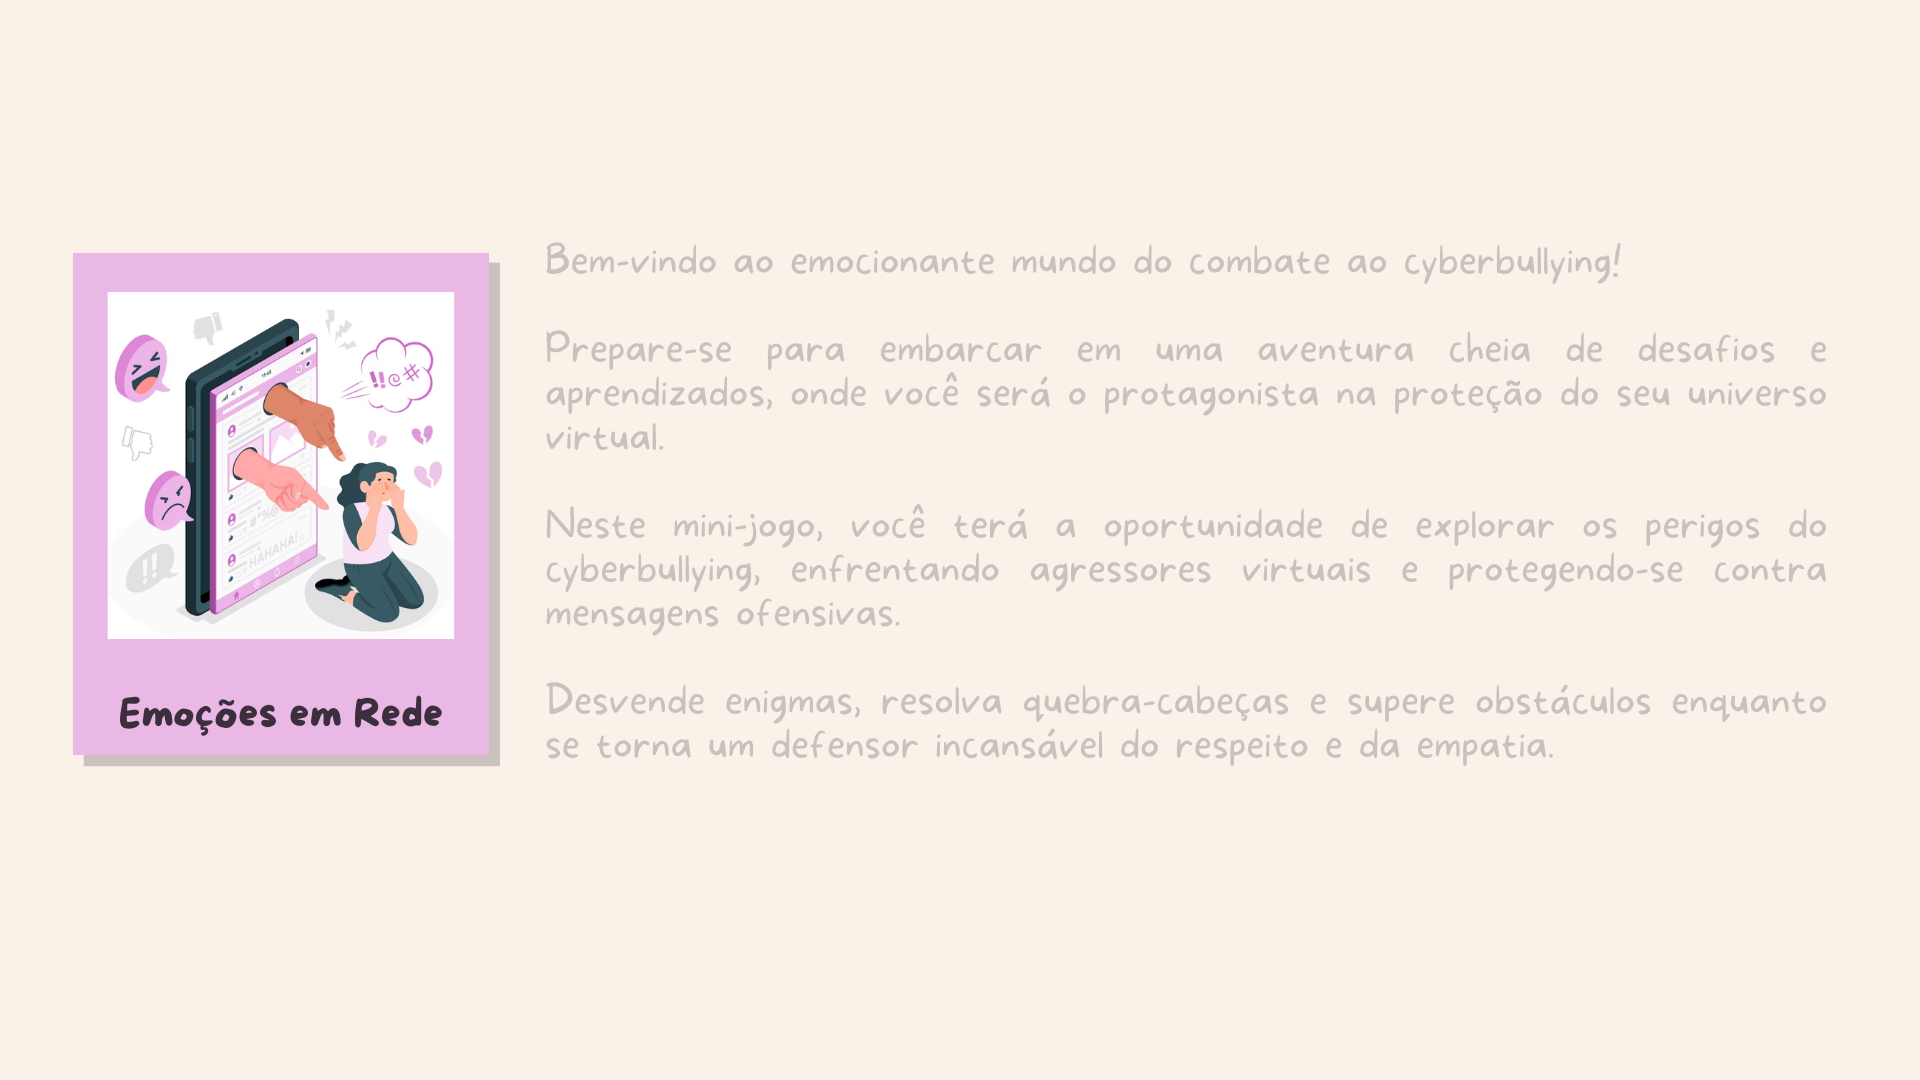 Bem-vindo ao emocionante mundo do combate ao cyberbullying!
Prepare-se para embarcar em uma aventura cheia de desafios e
aprendizados, onde você será o protagonista na proteção do seu universo
virtual.
Neste mini-jogo, você terá a oportunidade de explorar os perigos do
cyberbullying, enfrentando agressores virtuais e protegendo-se contra
mensagens ofensivas.
Desvende enigmas, resolva quebra-cabeças e supere obstáculos enquanto
se torna um defensor incansável do respeito e da empatia.
!!@#
HAHAHA!
!!
Emoções em Rede